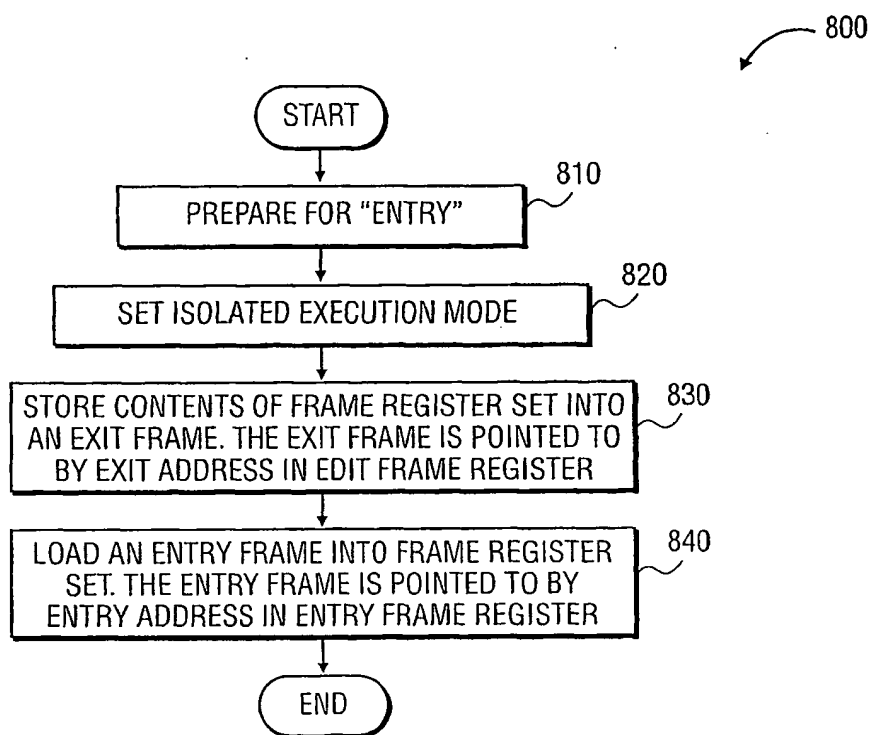 800
START
810
PREPARE FOR “ENTRY”
820
SET ISOLATED EXECUTION MODE
830
STORE CONTENTS OF FRAME REGISTER SET INTO
AN EXIT FRAME. THE EXIT FRAME IS POINTED TO
BY EXIT ADDRESS IN EDIT FRAME REGISTER
840
LOAD AN ENTRY FRAME INTO FRAME REGISTER
SET. THE ENTRY FRAME IS POINTED TO BY
ENTRY ADDRESS IN ENTRY FRAME REGISTER
END